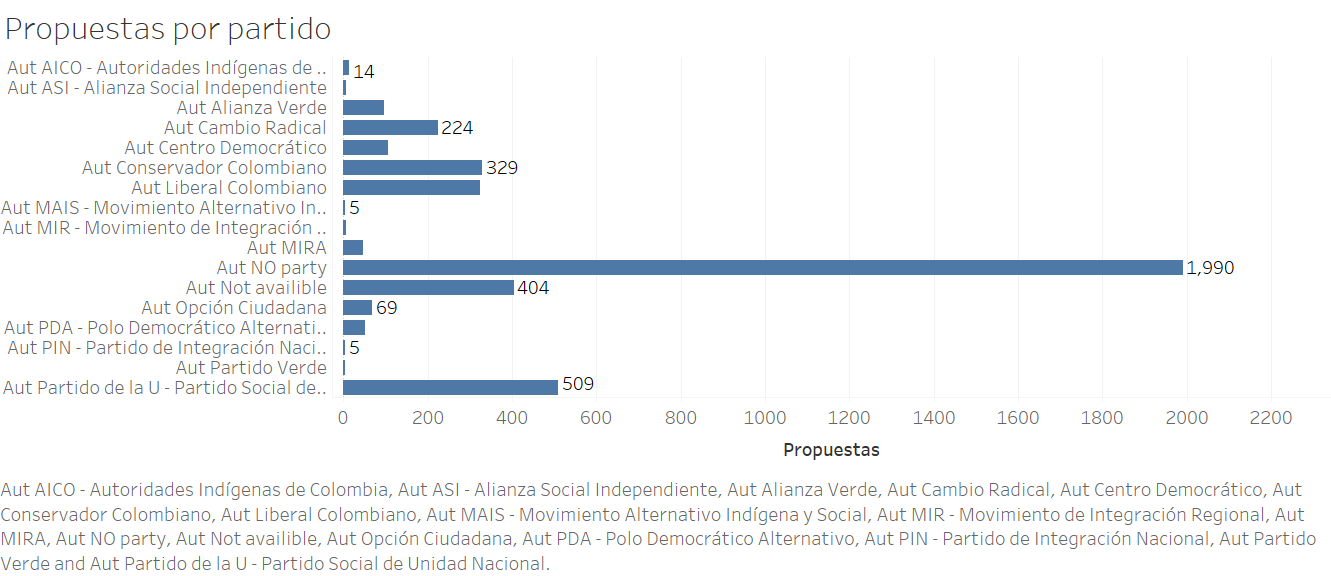 Propuestas por partido
Aut AICO - Autoridades Indígenas de ..
14
Aut ASI - Alianza Social Independiente
Aut Alianza Verde
Aut Cambio Radical
224
Aut Centro Democrático
Aut Conservador Colombiano
329
Aut Liberal Colombiano
Aut MAIS - Movimiento Alternativo In..
5
Aut MIR - Movimiento de Integración ..
Aut MIRA
Aut NO party
1,990
Aut Not availible
404
Aut Opción Ciudadana
69
Aut PDA - Polo Democrático Alternati..
Aut PIN - Partido de Integración Naci..
5
Aut Partido Verde
Aut Partido de la U - Partido Social de..
509
0 200 400 600 800 1000 1200 1400 1600 1800 2000 2200
Propuestas
Aut AICO - Autoridades Indígenas de Colombia, Aut ASI - Alianza Social Independiente, Aut Alianza Verde, Aut Cambio Radical, Aut Centro Democrático, Aut
Conservador Colombiano, Aut Liberal Colombiano, Aut MAIS - Movimiento Alternativo Indígena y Social, Aut MIR - Movimiento de Integración Regional, Aut
MIRA, Aut NO party, Aut Not availible, Aut Opción Ciudadana, Aut PDA - Polo Democrático Alternativo, Aut PIN - Partido de Integración Nacional, Aut Partido
Verde and Aut Partido de la U - Partido Social de Unidad Nacional.